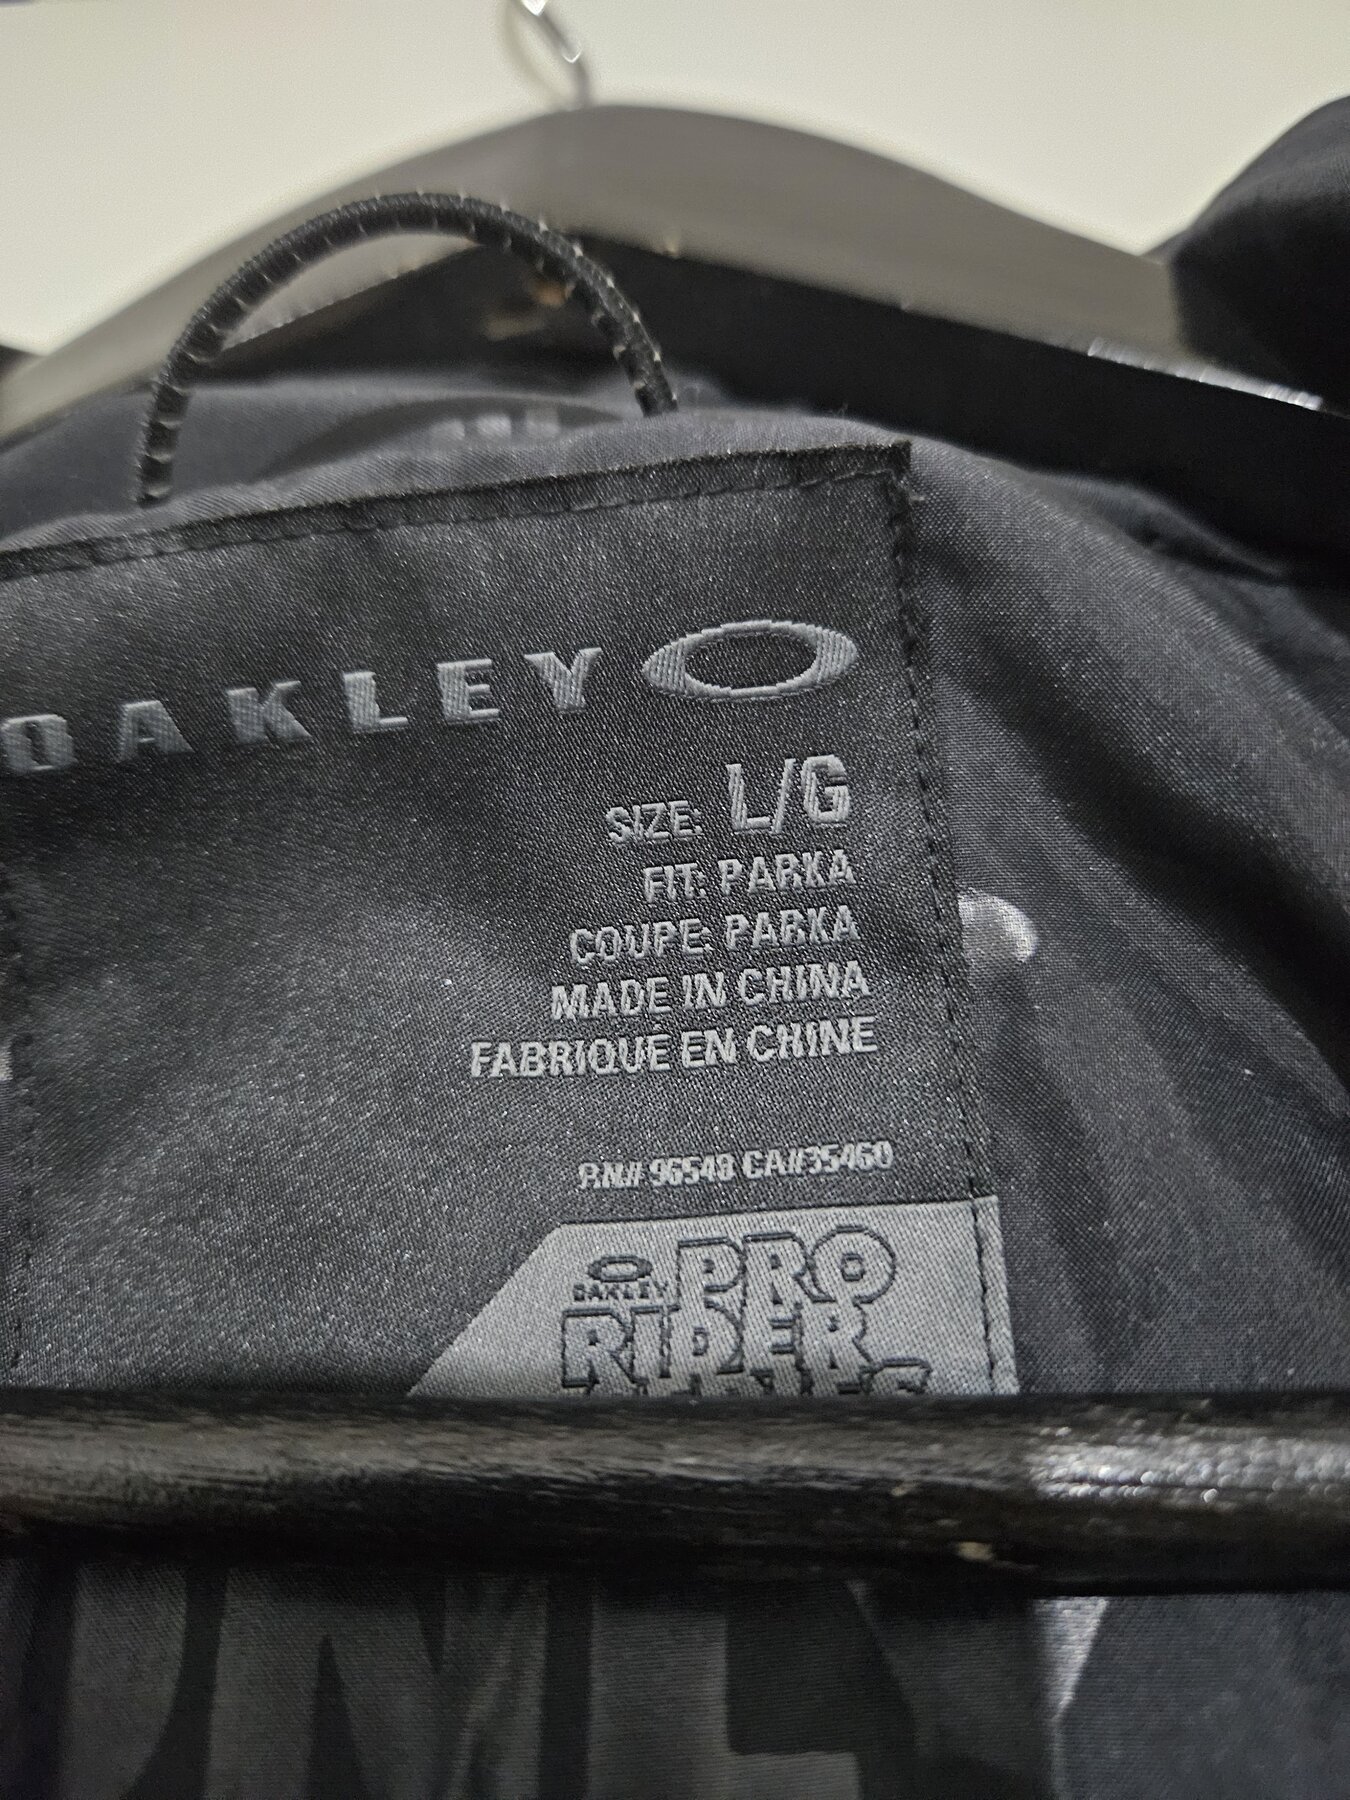 OAKLEY
SIZE: L/G
FIT: PARKA
COUPE: PARKA
MADE IN CHINA
FABRIQUE EN CHINE
RN# 96548 CA#35460
OAKLEY PRO
RIDER